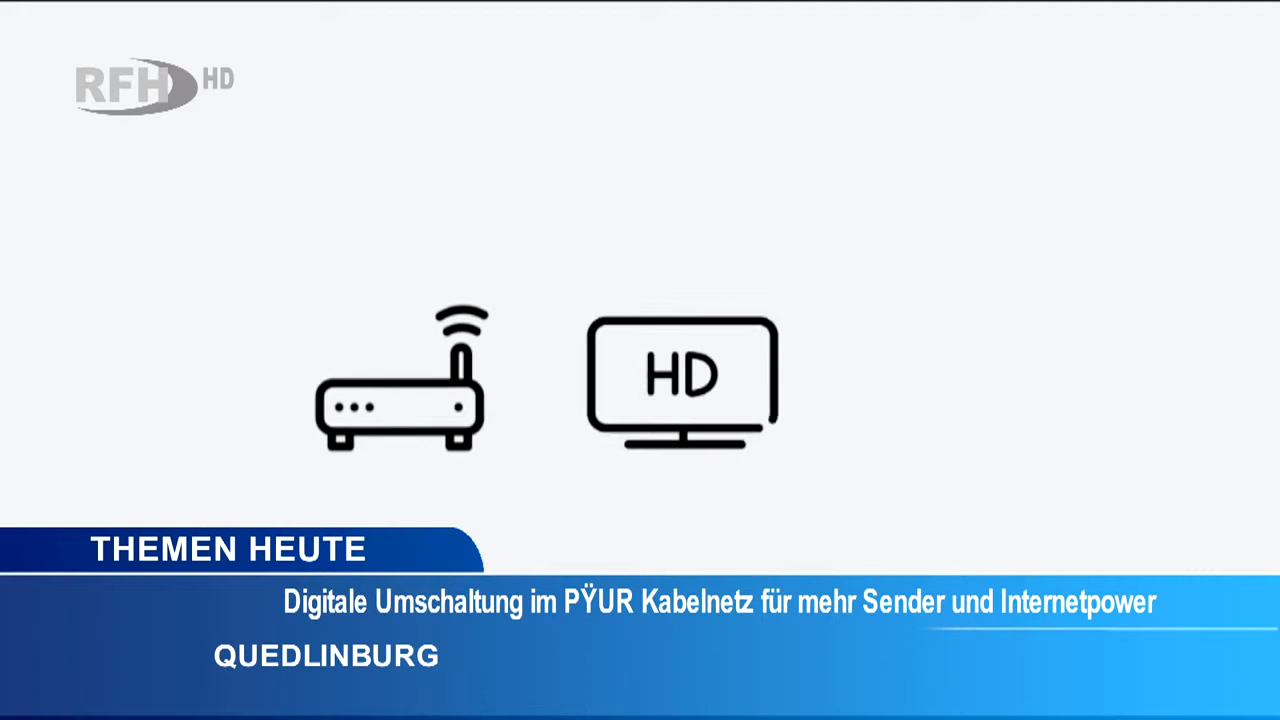 RFH HD
HD
THEMEN HEUTE
Digitale Umschaltung im PŸUR Kabelnetz für mehr Sender und Internetpower
QUEDLINBURG